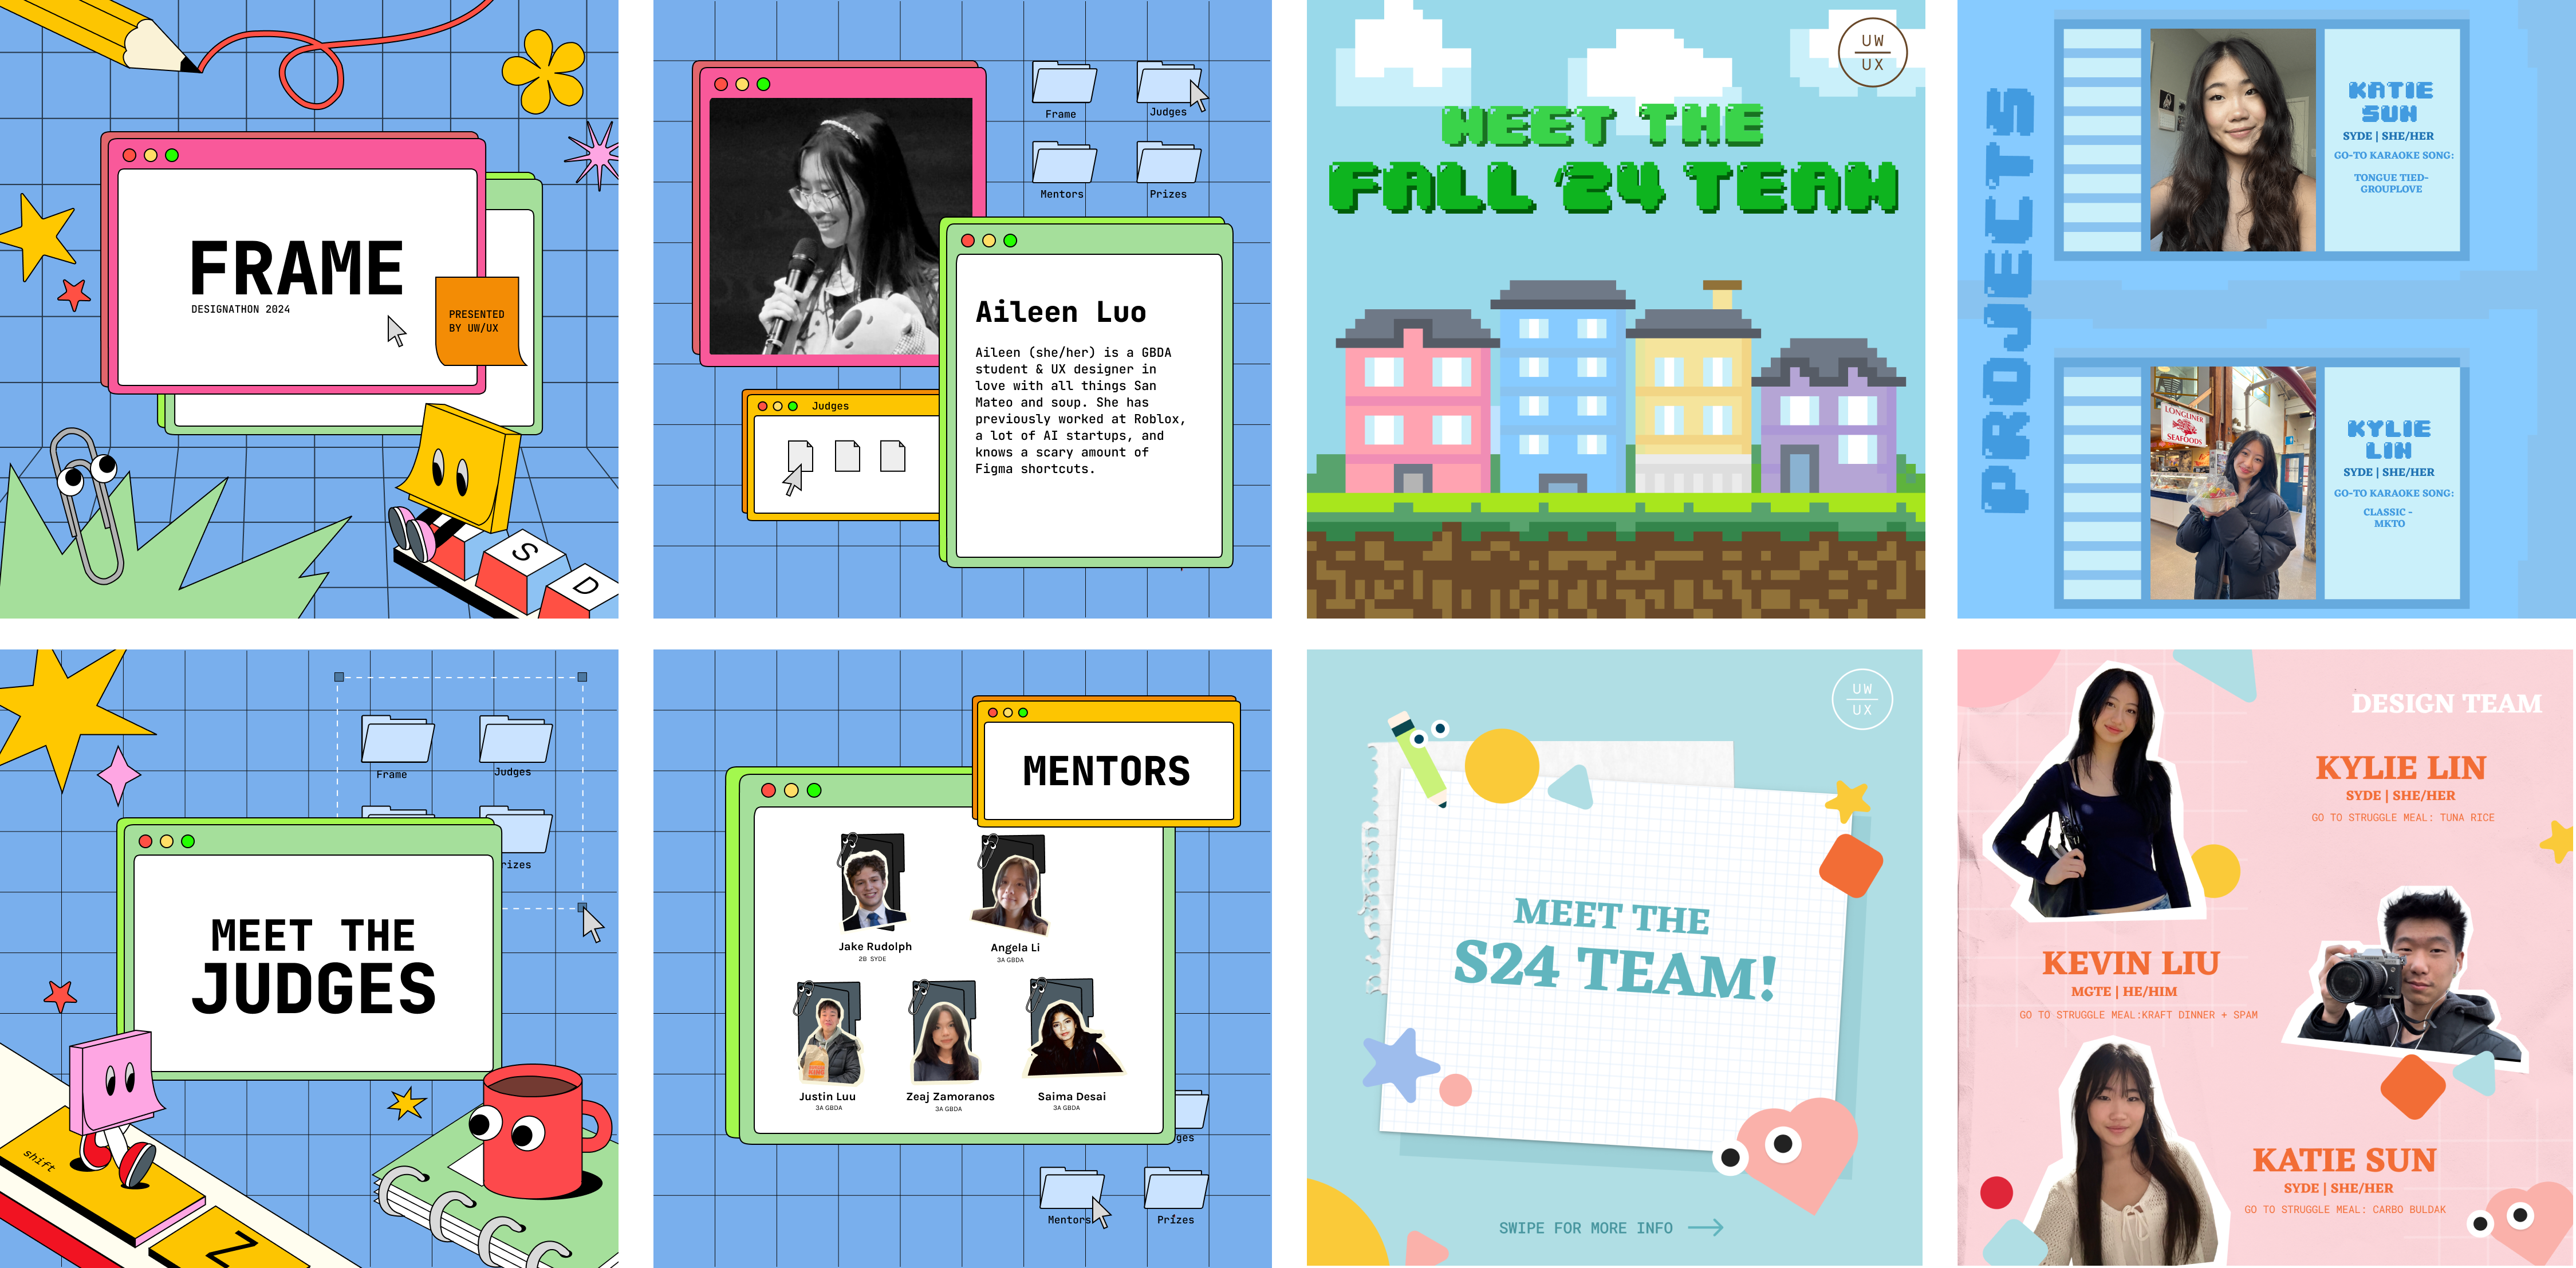 FRAME
DESIGNATHON 2024
PRESENTED
BY UW/UX
S
D
Frame
Judges
Mentors
Prizes
Judges
Aileen Luo
Aileen (she/her) is a GBDA
student & UX designer in
love with all things San
Mateo and soup. She has
previously worked at Roblox,
a lot of AI startups, and
knows a scary amount of
Figma shortcuts.
UW
UX
MEET THE
FALL '24 TEAM
PROJECTS
KATIE
SUN
SYDE | SHE/HER
GO-TO KARAOKE SONG:
TONGUE TIED-
GROUPLOVE
LONGLINER
SEAFOODS
KYLIE
LIN
SYDE | SHE/HER
GO-TO KARAOKE SONG:
CLASSIC -
MKTO
Frame
Judges
rizes
MEET THE
JUDGES
shift
Z
MENTORS
Jake Rudolph
2B SYDE
Angela Li
3A GBDA
Justin Luu
3A GBDA
Zeaj Zamoranos
3A GBDA
Saima Desai
3A GBDA
ges
Mentors
Prizes
UW
UX
MEET THE
S24 TEAM!
SWIPE FOR MORE INFO
DESIGN TEAM
KYLIE LIN
SYDE | SHE/HER
GO TO STRUGGLE MEAL: TUNA RICE
KEVIN LIU
MGTE | HE/HIM
GO TO STRUGGLE MEAL:KRAFT DINNER + SPAM
KATIE SUN
SYDE | SHE/HER
GO TO STRUGGLE MEAL: CARBO BULDAK